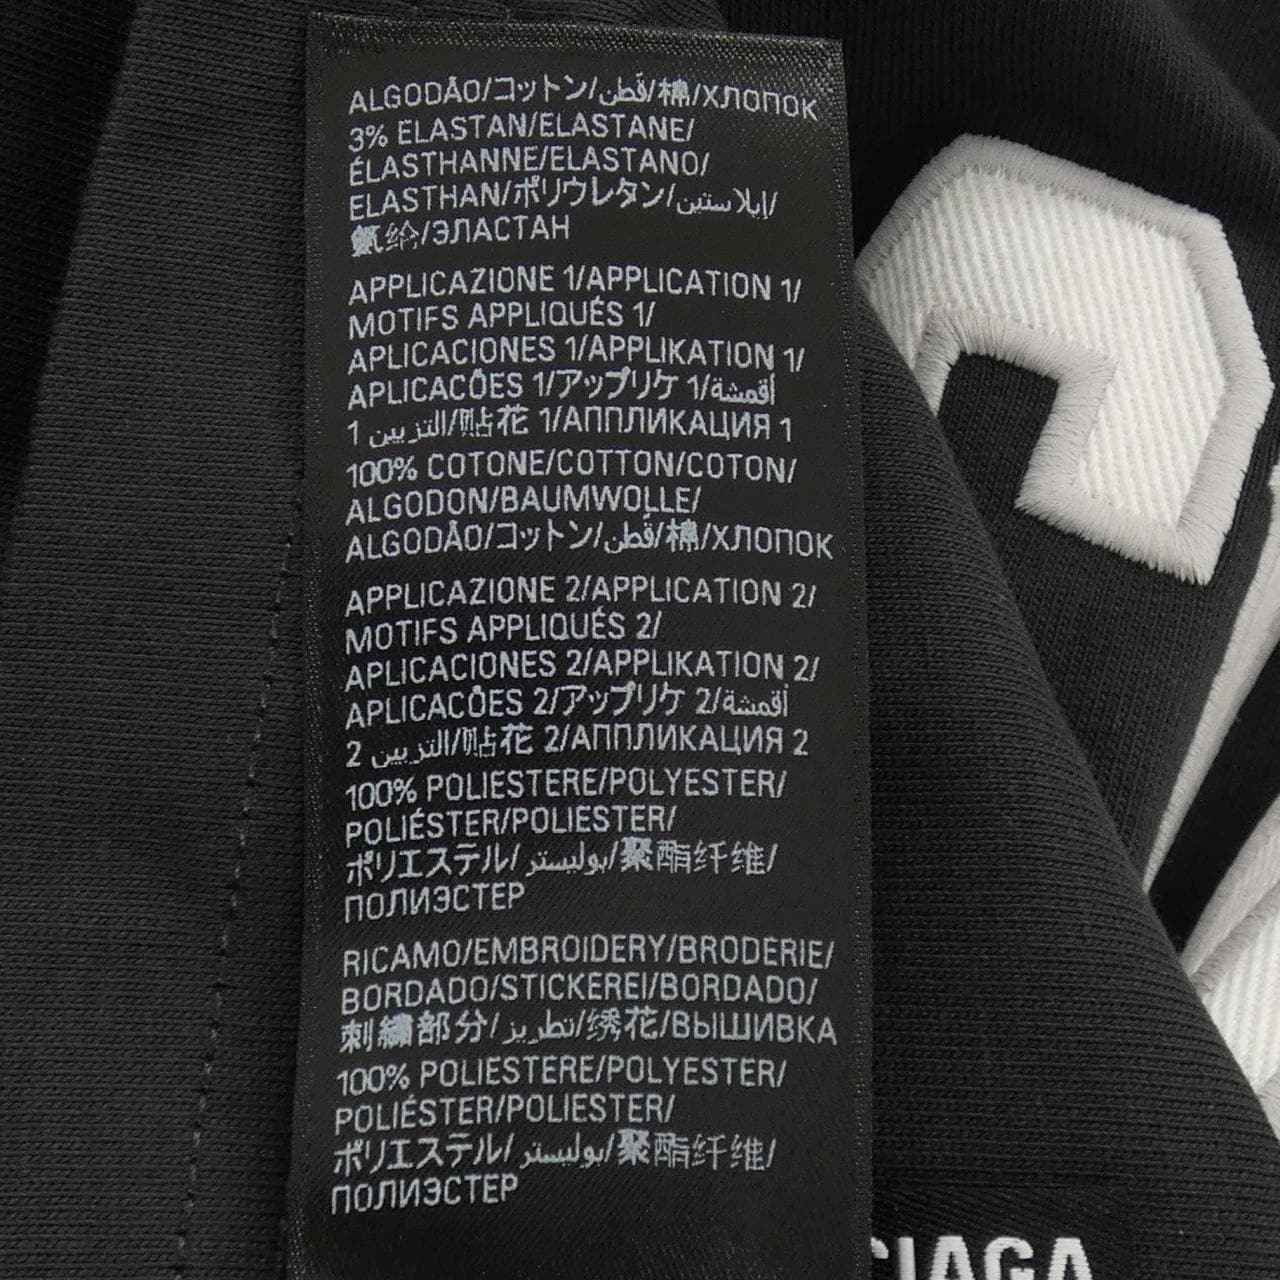 ALGODÃO/コットン/قطن/棉/ХЛОПОК
3% ELASTAN/ELASTANE/
ÉLASTHANNE/ELASTANO/
ELASTHAN/ポリウレタン/إيلاستين/
氨纶/ЭЛАСТАН
APPLICAZIONE 1/APPLICATION 1/
MOTIFS APPLIQUÉS 1/
APLICACIONES 1/APPLIKATION 1/
APLICACÕES 1/アップリケ 1/أقمشة
التزيين 1/贴花 1/АППЛИКАЦИЯ 1
100% COTONE/COTTON/COTON/
ALGODON/BAUMWOLLE/
ALGODÃO/コットン/قطن/棉/ХЛОПОК
APPLICAZIONE 2/APPLICATION 2/
MOTIFS APPLIQUÉS 2/
APLICACIONES 2/APPLIKATION 2/
APLICACÕES 2/アップリケ 2/أقمشة
التزيين 2/贴花 2/АППЛИКАЦИЯ 2
100% POLIESTERE/POLYESTER/
POLIÉSTER/POLIESTER/
ポリエステル/بوليستر/聚酯纤维/
ПОЛИЭСТЕР
RICAMO/EMBROIDERY/BRODERIE/
BORDADO/STICKEREI/BORDADO/
刺繍部分/تطريز/绣花/ВЫШИВКА
100% POLIESTERE/POLYESTER/
POLIÉSTER/POLIESTER/
ポリエステル/بوليستر/聚酯纤维/
ПОЛИЭСТЕР
CIAGA